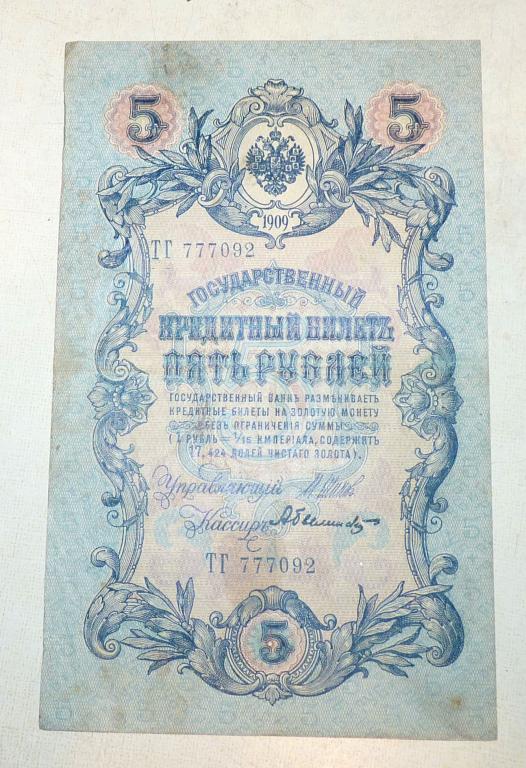 5 5
1909
ТГ 777092
ГОСУДАРСТВЕННЫЙ
КРЕДИТНЫЙ БИЛЕТЪ
ПЯТЬ РУБЛЕЙ
ГОСУДАРСТВЕННЫЙ БАНКЪ РАЗМѢНИВАЕТЪ
КРЕДИТНЫЕ БИЛЕТЫ НА ЗОЛОТУЮ МОНЕТУ
БЕЗЪ ОГРАНИЧЕНІЯ СУММЫ
(1 РУБЛЬ = 1/15 ИМПЕРІАЛА, СОДЕРЖИТЪ
17,424 ДОЛЕЙ ЧИСТАГО ЗОЛОТА).
Управляющій
Кассиръ
ТГ 777092
5